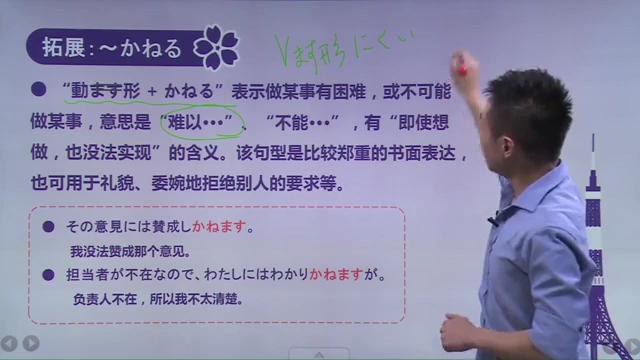 拓展：～かねる
Vます形にくい
● “動ます形 + かねる”表示做某事有困难，或不可能
做某事，意思是“难以•••”、“不能•••”，有“即使想
做，也没法实现”的含义。该句型是比较郑重的书面表达，
也可用于礼貌、委婉地拒绝别人的要求等。
● その意見には賛成しかねます。
我没法赞成那个意见。
● 担当者が不在なので、わたしにはわかりかねますが。
负责人不在，所以我不太清楚。